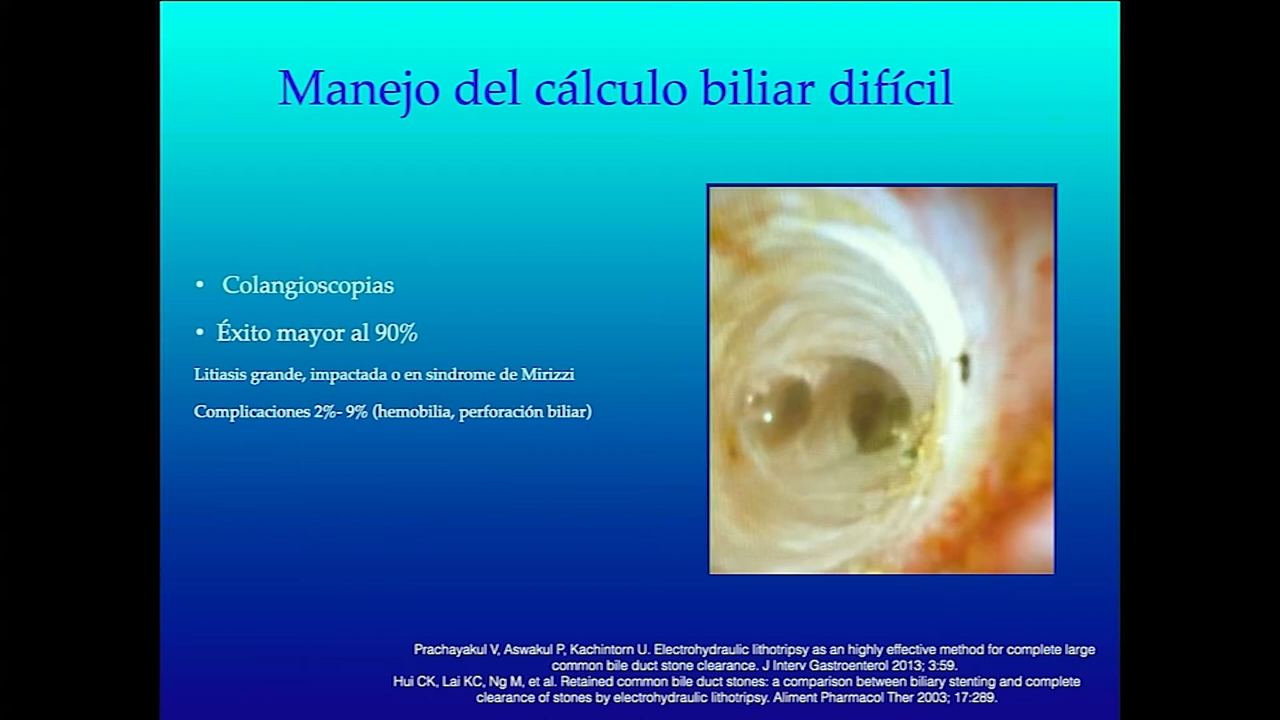 Manejo del cálculo biliar difícil
• Colangioscopias
• Éxito mayor al 90%
Litiasis grande, impactada o en sindrome de Mirizzi
Complicaciones 2%- 9% (hemobilia, perforación biliar)
Prachayakul V, Aswakul P, Kachintorn U. Electrohydraulic lithotripsy as an highly effective method for complete large
common bile duct stone clearance. J Interv Gastroenterol 2013; 3:59.
Hui CK, Lai KC, Ng M, et al. Retained common bile duct stones: a comparison between biliary stenting and complete
clearance of stones by electrohydraulic lithotripsy. Aliment Pharmacol Ther 2003; 17:289.